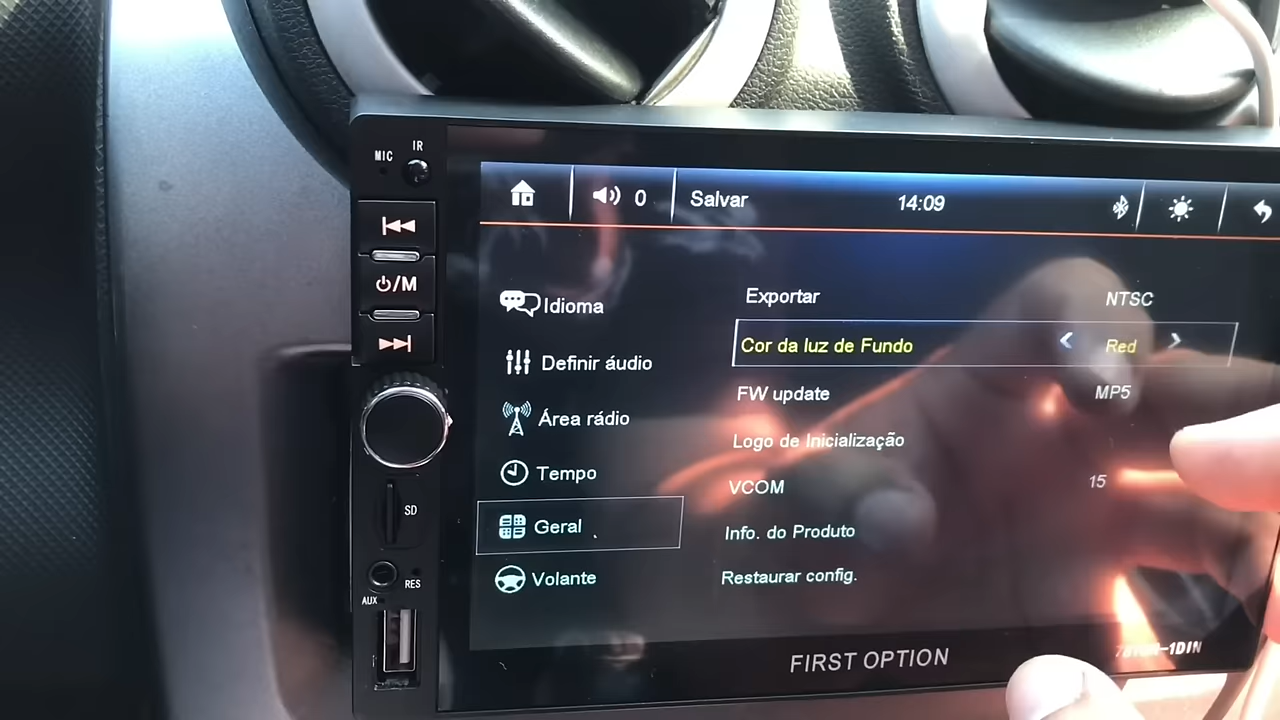 MIC IR
0 Salvar 14:09
/M
SD
RES
AUX
Idioma
Definir áudio
Área rádio
Tempo
Geral
Volante
Exportar NTSC
Cor da luz de Fundo < Red >
FW update MP5
Logo de Inicialização
VCOM 15
Info. do Produto
Restaurar config.
FIRST OPTION
-1DIN